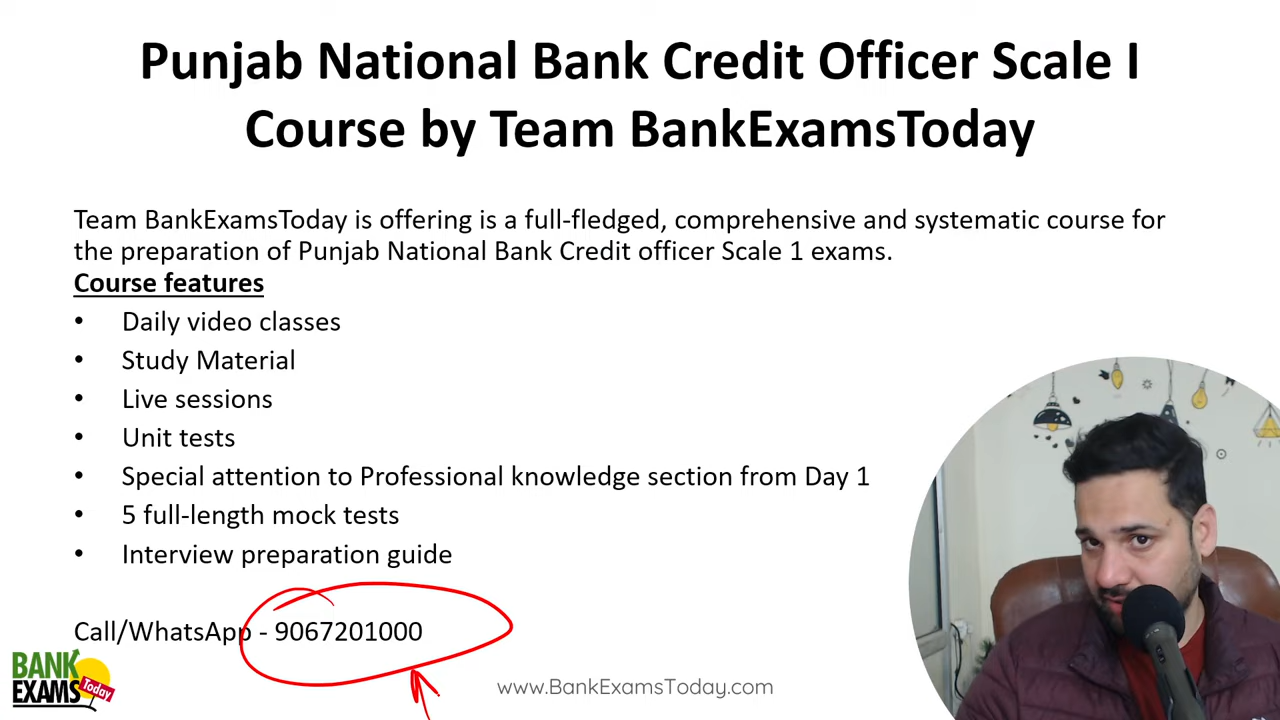 Punjab National Bank Credit Officer Scale I
Course by Team BankExamsToday
Team BankExamsToday is offering is a full-fledged, comprehensive and systematic course for
the preparation of Punjab National Bank Credit officer Scale 1 exams.
Course features
• Daily video classes
• Study Material
• Live sessions
• Unit tests
• Special attention to Professional knowledge section from Day 1
• 5 full-length mock tests
• Interview preparation guide
Call/WhatsApp - 9067201000
BANK
EXAMS Today
www.BankExamsToday.com